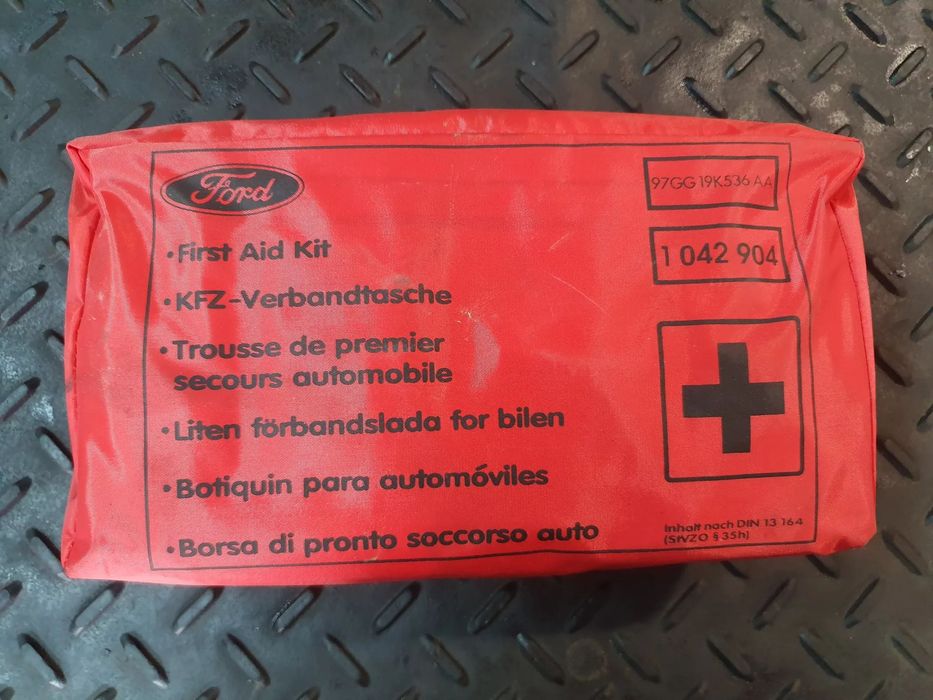 Ford
97GG 19K536 AA
1 042 904
• First Aid Kit
• KFZ-Verbandtasche
• Trousse de premier
secours automobile
• Liten förbandslada for bilen
• Botiquin para automóviles
• Borsa di pronto soccorso auto
Inhalt nach DIN 13 164
(StVZO § 35h)